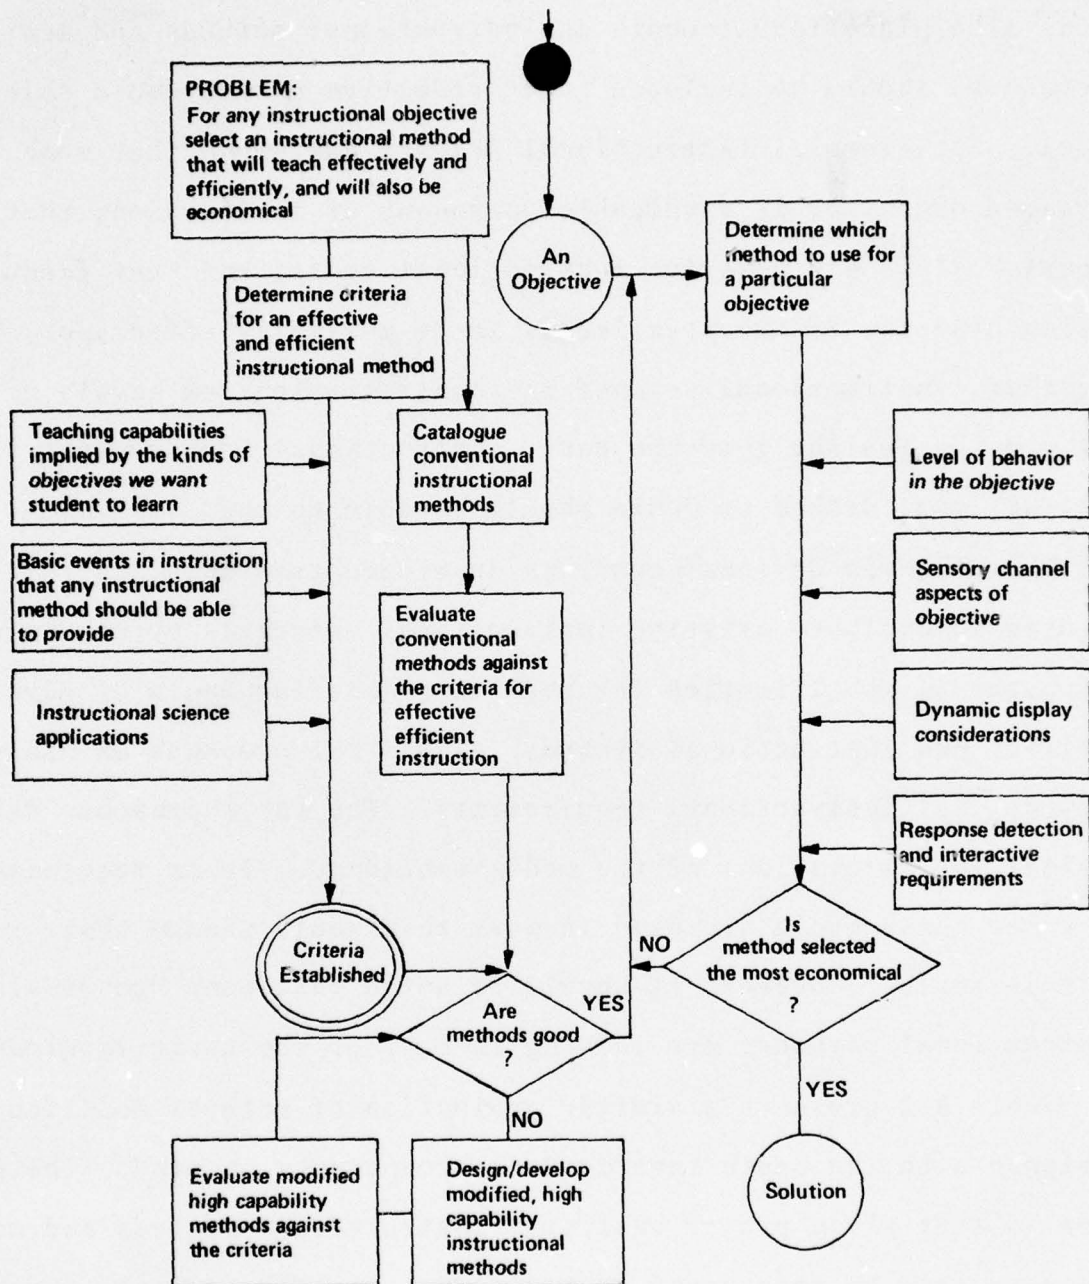 PROBLEM:
For any instructional objective
select an instructional method
that will teach effectively and
efficiently, and will also be
economical
An
Objective
Determine which
method to use for
a particular
objective
Determine criteria
for an effective
and efficient
instructional method
Teaching capabilities
implied by the kinds of
objectives we want
student to learn
Catalogue
conventional
instructional
methods
Level of behavior
in the objective
Basic events in instruction
that any instructional
method should be able
to provide
Evaluate
conventional
methods against
the criteria for
effective
efficient
instruction
Sensory channel
aspects of
objective
Instructional science
applications
Dynamic display
considerations
Response detection
and interactive
requirements
Criteria
Established
Are
methods good
?
YES
NO
NO
Is
method selected
the most economical
?
YES
Evaluate modified
high capability
methods against
the criteria
Design/develop
modified, high
capability
instructional
methods
Solution